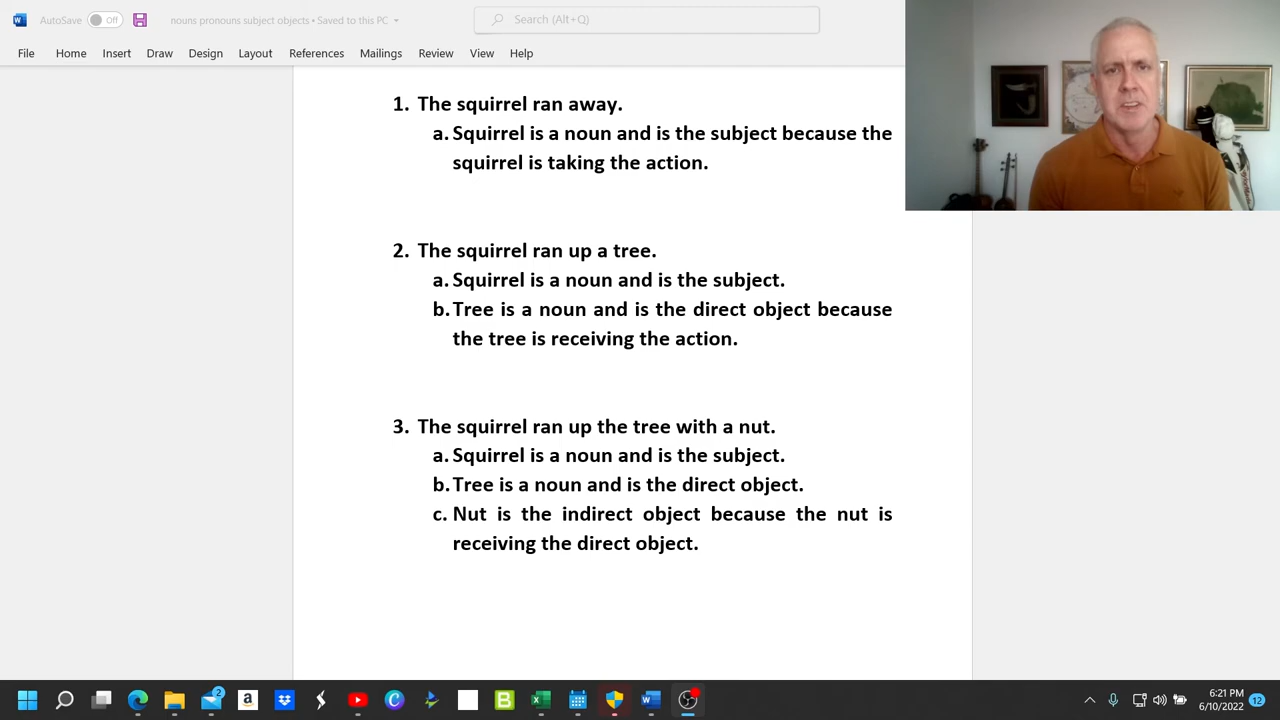 AutoSave Off nouns pronouns subject objects • Saved to this PC Search (Alt+Q)
File Home Insert Draw Design Layout References Mailings Review View Help
1. The squirrel ran away.
a. Squirrel is a noun and is the subject because the
squirrel is taking the action.
2. The squirrel ran up a tree.
a. Squirrel is a noun and is the subject.
b. Tree is a noun and is the direct object because
the tree is receiving the action.
3. The squirrel ran up the tree with a nut.
a. Squirrel is a noun and is the subject.
b. Tree is a noun and is the direct object.
c. Nut is the indirect object because the nut is
receiving the direct object.
6:21 PM
6/10/2022
12
2